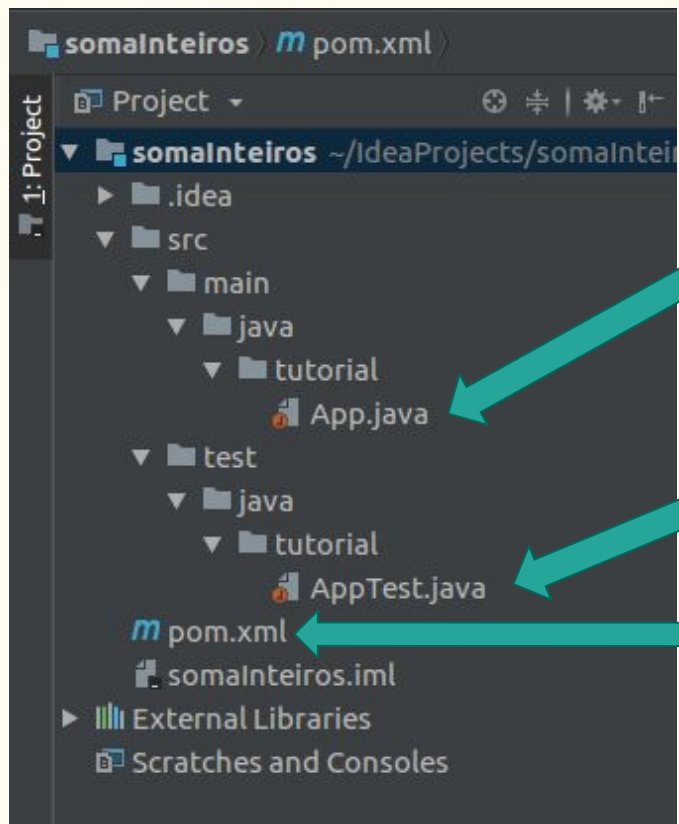 somaInteiros m pom.xml
1: Project
Project
somaInteiros ~/IdeaProjects/somaIntei
.idea
src
main
java
tutorial
App.java
test
java
tutorial
AppTest.java
m pom.xml
somaInteiros.iml
External Libraries
Scratches and Consoles